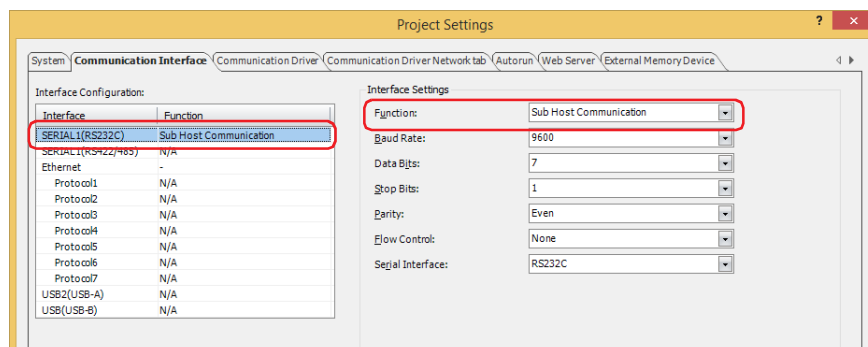 Project Settings
? ×
System Communication Interface Communication Driver Communication Driver Network tab Autorun Web Server External Memory Device
Interface Configuration:
Interface Function
SERIAL1(RS232C) Sub Host Communication
SERIAL1(RS422/485) N/A
Ethernet -
Protocol1 N/A
Protocol2 N/A
Protocol3 N/A
Protocol4 N/A
Protocol5 N/A
Protocol6 N/A
Protocol7 N/A
USB2(USB-A) N/A
USB(USB-B) N/A
Interface Settings
Function: Sub Host Communication
Baud Rate: 9600
Data Bits: 7
Stop Bits: 1
Parity: Even
Flow Control: None
Serial Interface: RS232C